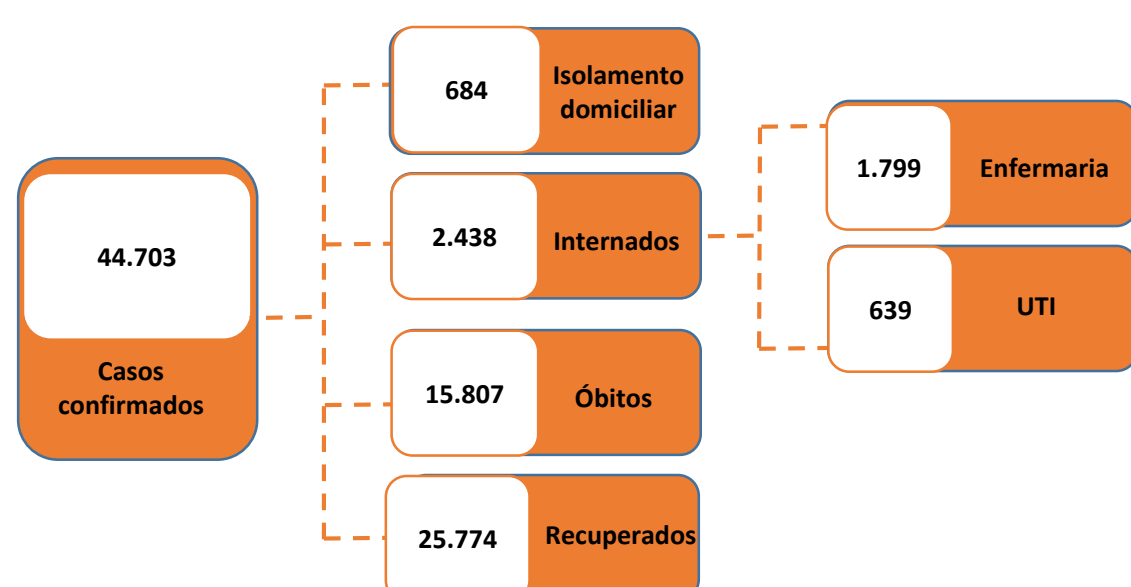 44.703
Casos
confirmados
684
Isolamento
domiciliar
2.438
Internados
1.799
Enfermaria
639
UTI
15.807
Óbitos
25.774
Recuperados